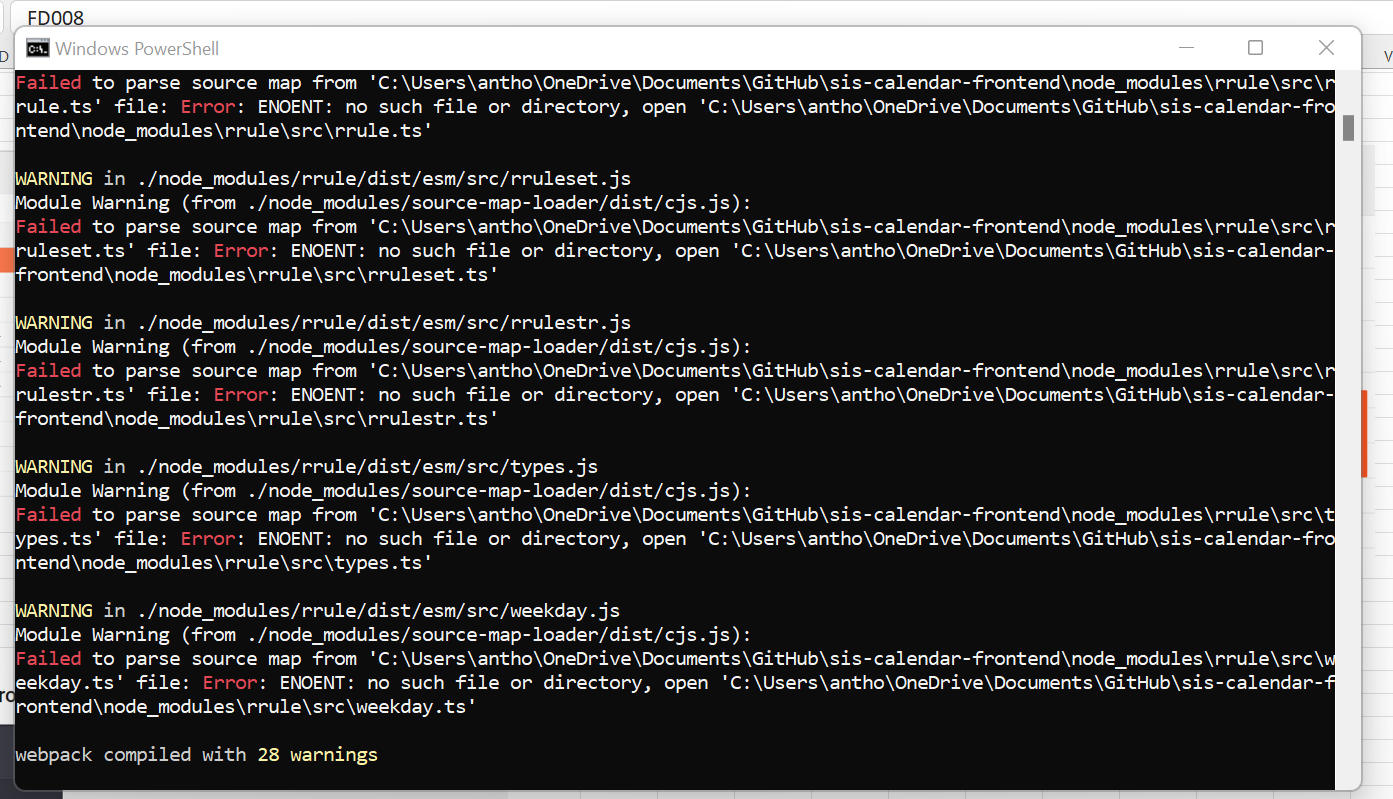 FD008
Windows PowerShell
D
V
Failed to parse source map from 'C:\Users\antho\OneDrive\Documents\GitHub\sis-calendar-frontend\node_modules\rrule\src\r
rule.ts' file: Error: ENOENT: no such file or directory, open 'C:\Users\antho\OneDrive\Documents\GitHub\sis-calendar-fro
ntend\node_modules\rrule\src\rrule.ts'
WARNING in ./node_modules/rrule/dist/esm/src/rruleset.js
Module Warning (from ./node_modules/source-map-loader/dist/cjs.js):
Failed to parse source map from 'C:\Users\antho\OneDrive\Documents\GitHub\sis-calendar-frontend\node_modules\rrule\src\r
ruleset.ts' file: Error: ENOENT: no such file or directory, open 'C:\Users\antho\OneDrive\Documents\GitHub\sis-calendar-
frontend\node_modules\rrule\src\rruleset.ts'
WARNING in ./node_modules/rrule/dist/esm/src/rrulestr.js
Module Warning (from ./node_modules/source-map-loader/dist/cjs.js):
Failed to parse source map from 'C:\Users\antho\OneDrive\Documents\GitHub\sis-calendar-frontend\node_modules\rrule\src\r
rulestr.ts' file: Error: ENOENT: no such file or directory, open 'C:\Users\antho\OneDrive\Documents\GitHub\sis-calendar-
frontend\node_modules\rrule\src\rrulestr.ts'
WARNING in ./node_modules/rrule/dist/esm/src/types.js
Module Warning (from ./node_modules/source-map-loader/dist/cjs.js):
Failed to parse source map from 'C:\Users\antho\OneDrive\Documents\GitHub\sis-calendar-frontend\node_modules\rrule\src\t
ypes.ts' file: Error: ENOENT: no such file or directory, open 'C:\Users\antho\OneDrive\Documents\GitHub\sis-calendar-fro
ntend\node_modules\rrule\src\types.ts'
WARNING in ./node_modules/rrule/dist/esm/src/weekday.js
Module Warning (from ./node_modules/source-map-loader/dist/cjs.js):
Failed to parse source map from 'C:\Users\antho\OneDrive\Documents\GitHub\sis-calendar-frontend\node_modules\rrule\src\w
eekday.ts' file: Error: ENOENT: no such file or directory, open 'C:\Users\antho\OneDrive\Documents\GitHub\sis-calendar-f
rontend\node_modules\rrule\src\weekday.ts'
webpack compiled with 28 warnings